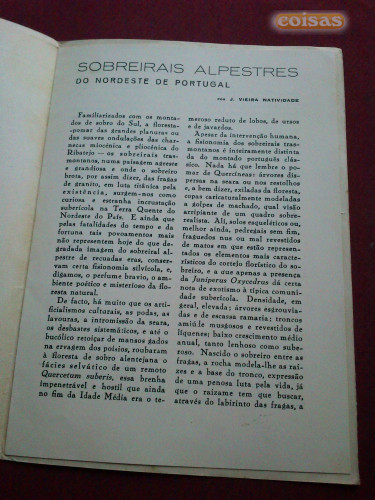 coisas
SOBREIRAIS ALPESTRES
DO NORDESTE DE PORTUGAL
POR J. VIEIRA NATIVIDADE
Familiarizados com os monta-
dos de sobro do Sul, a floresta-
-pomar das grandes planuras ou
das suaves ondulações das char-
necas miocénica e pliocénica do
Ribatejo — os sobreirais tras-
montanos, numa paisagem agreste
e grandiosa e onde o sobreiro
brota, por assim dizer, das fragas
de granito, em luta titânica pela
existência, surdem-nos como
curiosa e estranha incrustação
suberícola na Terra Quente do
Nordeste do País. E ainda que
pelas fatalidades do tempo e da
fortuna tais povoamentos mais
não representem hoje do que de-
gradada imagem do sobreiral al-
pestre de recuadas eras, conser-
vam certa fisionomia silvícola, e,
digamos, o perfume bravio, o am-
biente poético e misterioso da flo-
resta natural.
De facto, há muito que os arti-
ficialismos culturais, as podas, as
lavouras, a intromissão da seara,
os desbastes sistemáticos, e até o
bucólico retoiçar de mansos gados
na ervagem dos poisios, roubaram
à floresta de sobro alentejana o
fácies selvático de um remoto
Quercetum suberis, essa brenha
impenetrável e hostil que ainda
no fim da Idade Média era o te-
meroso reduto de lobos, de ursos
e de javardos.
Apesar da intervenção humana,
a fisionomia dos sobreirais tras-
montanos é inteiramente distinta
da do montado português clássi-
co. Nada há que lembre o po-
mar de Quercíneas: árvores dis-
persas na seara ou nos restolhos
e, a bem dizer, exiladas da floresta,
copas caricaturalmente modeladas
a golpes de machado, qual visão
arripiante de um quadro sobre-
realista. Ali, solos esqueléticos ou,
melhor ainda, pedregais sem fim,
fraguedos nus ou mal revestidos
de matos em que estão represen-
tados os elementos mais caracte-
rísticos do cortejo florístico do so-
breiro, e a que apenas a presença
da Juniperus Oxycedrus dá certa
nota de exotismo à típica comuni-
dade suberícola. Densidade, em
geral, elevada; árvores esgrouvia-
das e de escassa ramaria; troncos
amiúde musgosos e revestidos de
líquenes; baixo crescimento médio
anual, tanto lenhoso como sube-
roso. Nascido o sobreiro entre as
fragas, a rocha modela-lhe as raí-
zes e a base do tronco, expressão
de uma penosa luta pela vida, já
que o raizame tem que buscar,
através do labirinto das fragas, a